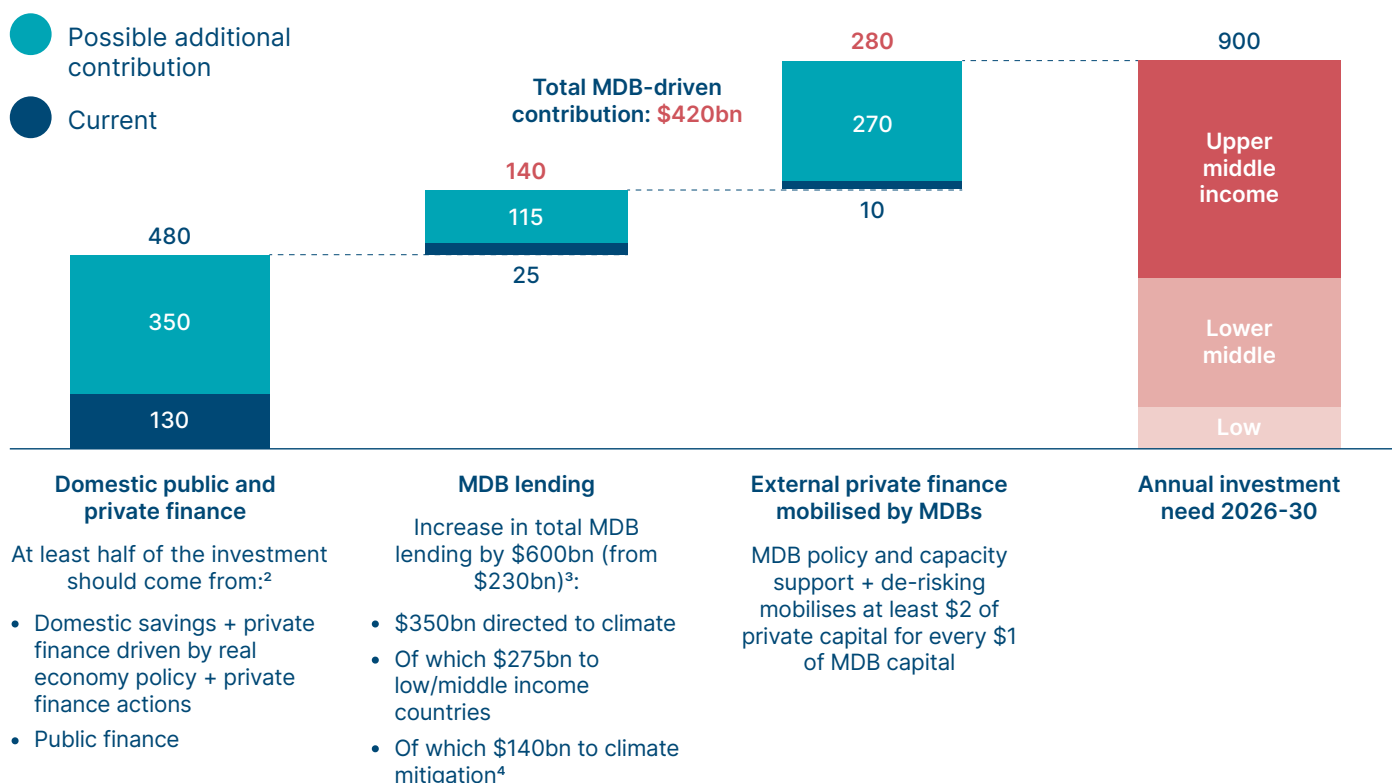 Possible additional
contribution
Current
480
350
130
140
115
25
Total MDB-driven
contribution: $420bn
280
270
10
900
Upper
middle
income
Lower
middle
Low
Domestic public and
private finance
At least half of the investment
should come from:²
• Domestic savings + private
finance driven by real
economy policy + private
finance actions
• Public finance
MDB lending
Increase in total MDB
lending by $600bn (from
$230bn)³:
• $350bn directed to climate
• Of which $275bn to
low/middle income
countries
• Of which $140bn to climate
mitigation⁴
External private finance
mobilised by MDBs
MDB policy and capacity
support + de-risking
mobilises at least $2 of
private capital for every $1
of MDB capital
Annual investment
need 2026-30